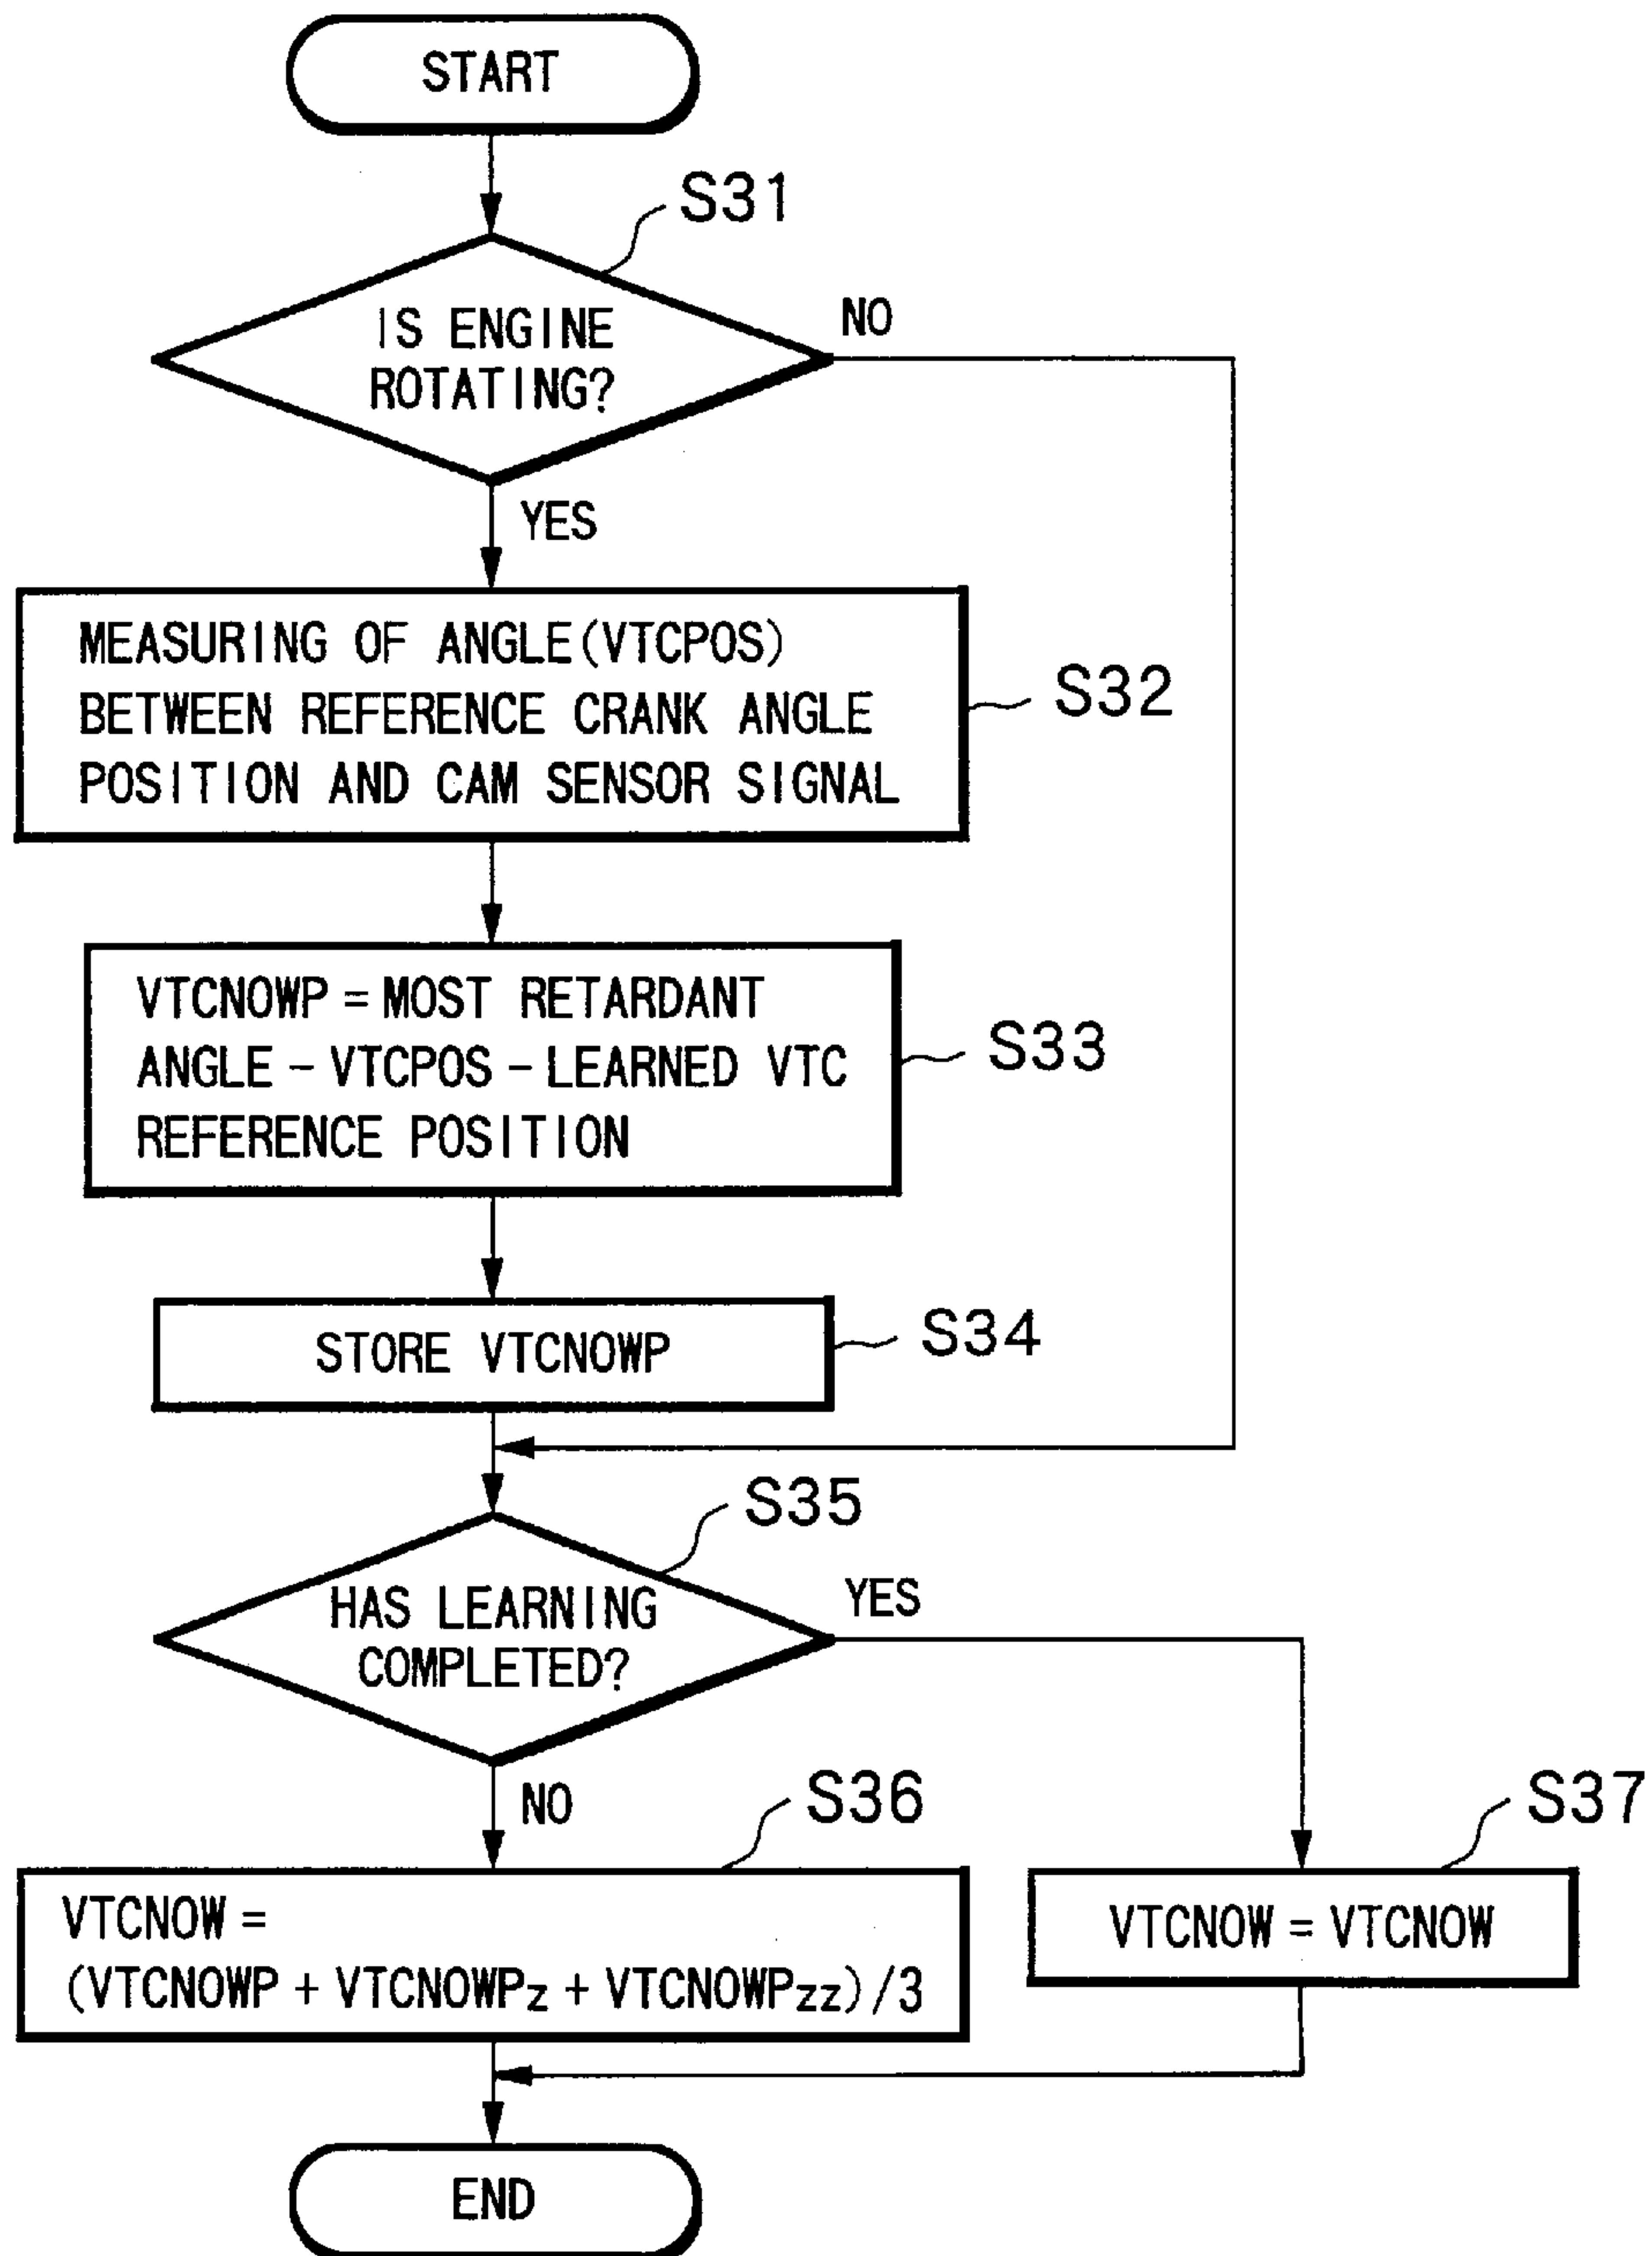 START
S31
IS ENGINE
ROTATING?
NO
YES
MEASURING OF ANGLE(VTCPOS)
BETWEEN REFERENCE CRANK ANGLE
POSITION AND CAM SENSOR SIGNAL
S32
VTCNOWP = MOST RETARDANT
ANGLE - VTCPOS - LEARNED VTC
REFERENCE POSITION
S33
STORE VTCNOWP
S34
S35
HAS LEARNING
COMPLETED?
YES
NO
S36
S37
VTCNOW =
(VTCNOWP + VTCNOWPz + VTCNOWPzz)/3
VTCNOW = VTCNOW
END